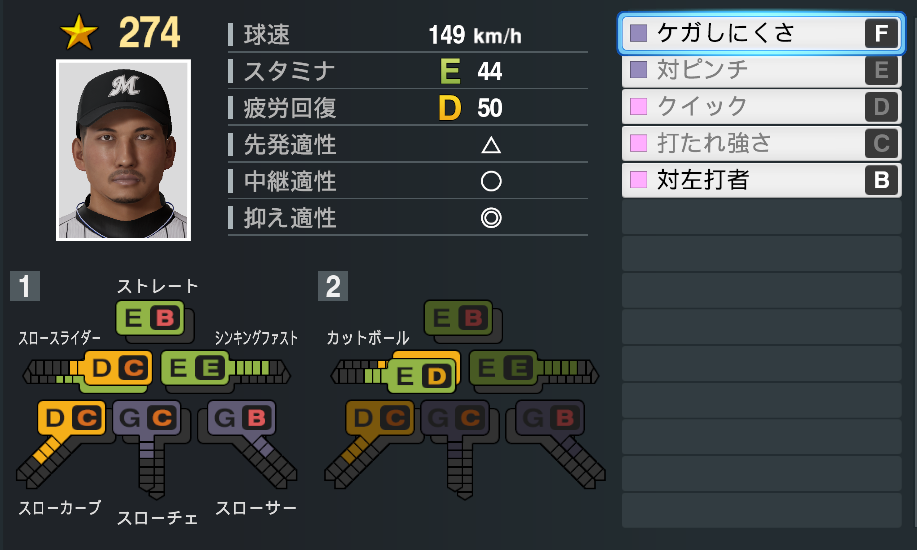 274
M
球速 149 km/h
スタミナ E 44
疲労回復 D 50
先発適性 △
中継適性 ○
抑え適性 ◎
ケガしにくさ F
対ピンチ E
クイック D
打たれ強さ C
対左打者 B
1
ストレート
E B
スロースライダー
シンキングファスト
D C
E E
D C
G C
G B
スローカーブ
スローチェ
スローサー
2
E B
カットボール
E D
E E
D C
G C
G B